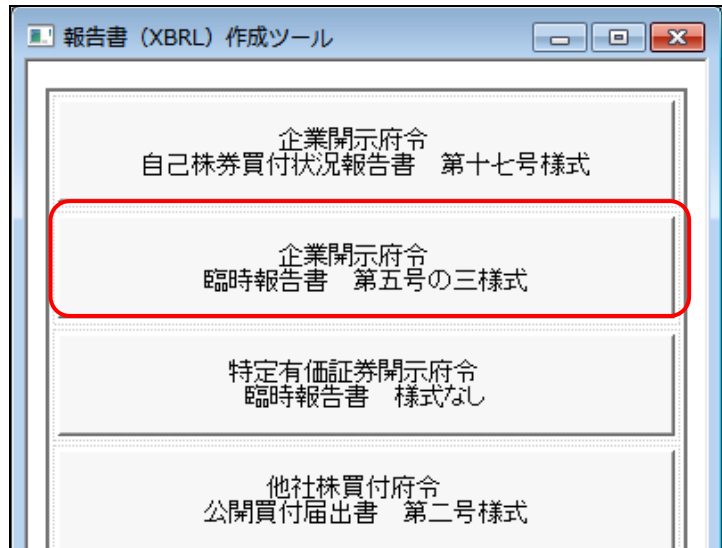 報告書（XBRL）作成ツール
企業開示府令
自己株券買付状況報告書　第十七号様式
企業開示府令
臨時報告書　第五号の三様式
特定有価証券開示府令
臨時報告書　様式なし
他社株買付府令
公開買付届出書　第二号様式